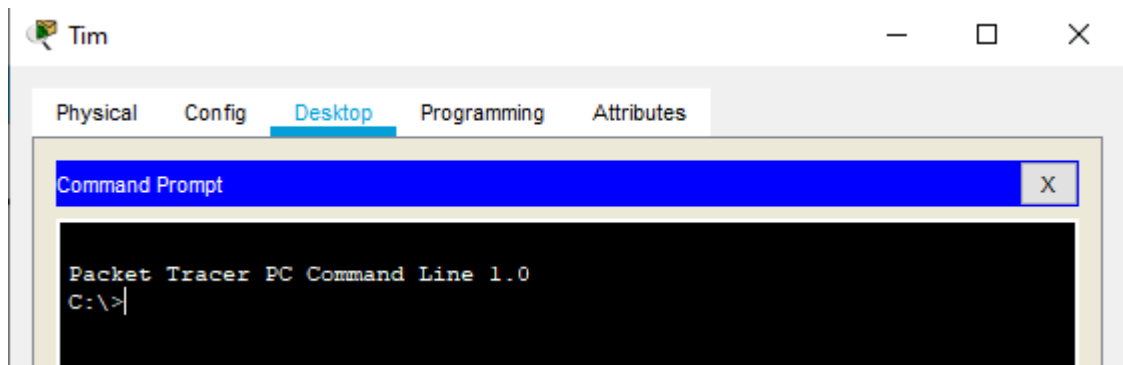 Tim
Physical Config Desktop Programming Attributes
Command Prompt X
Packet Tracer PC Command Line 1.0
C:\>